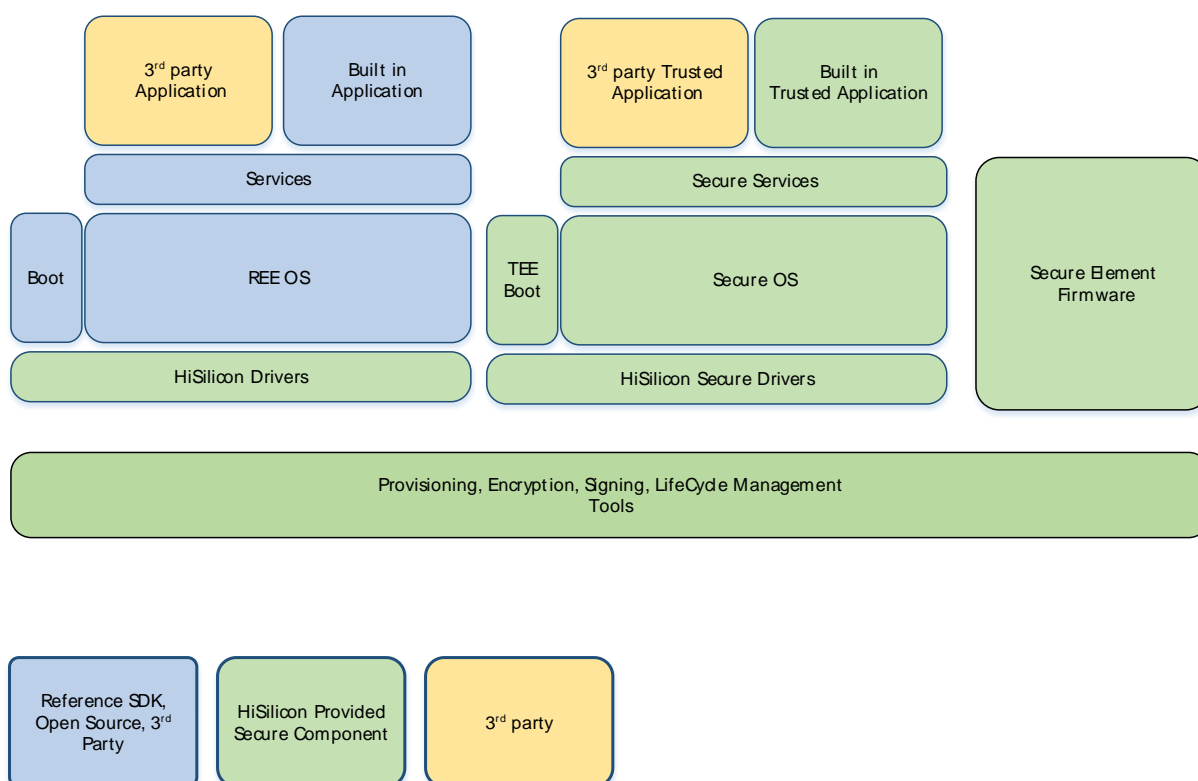 3rd party
Application
Built in
Application
3rd party Trusted
Application
Built in
Trusted Application
Services
Secure Services
Boot
REE OS
TEE
Boot
Secure OS
Secure Element
Firmware
HiSilicon Drivers
HiSilicon Secure Drivers
Provisioning, Encryption, Signing, LifeCycle Management
Tools
Reference SDK,
Open Source, 3rd
Party
HiSilicon Provided
Secure Component
3rd party